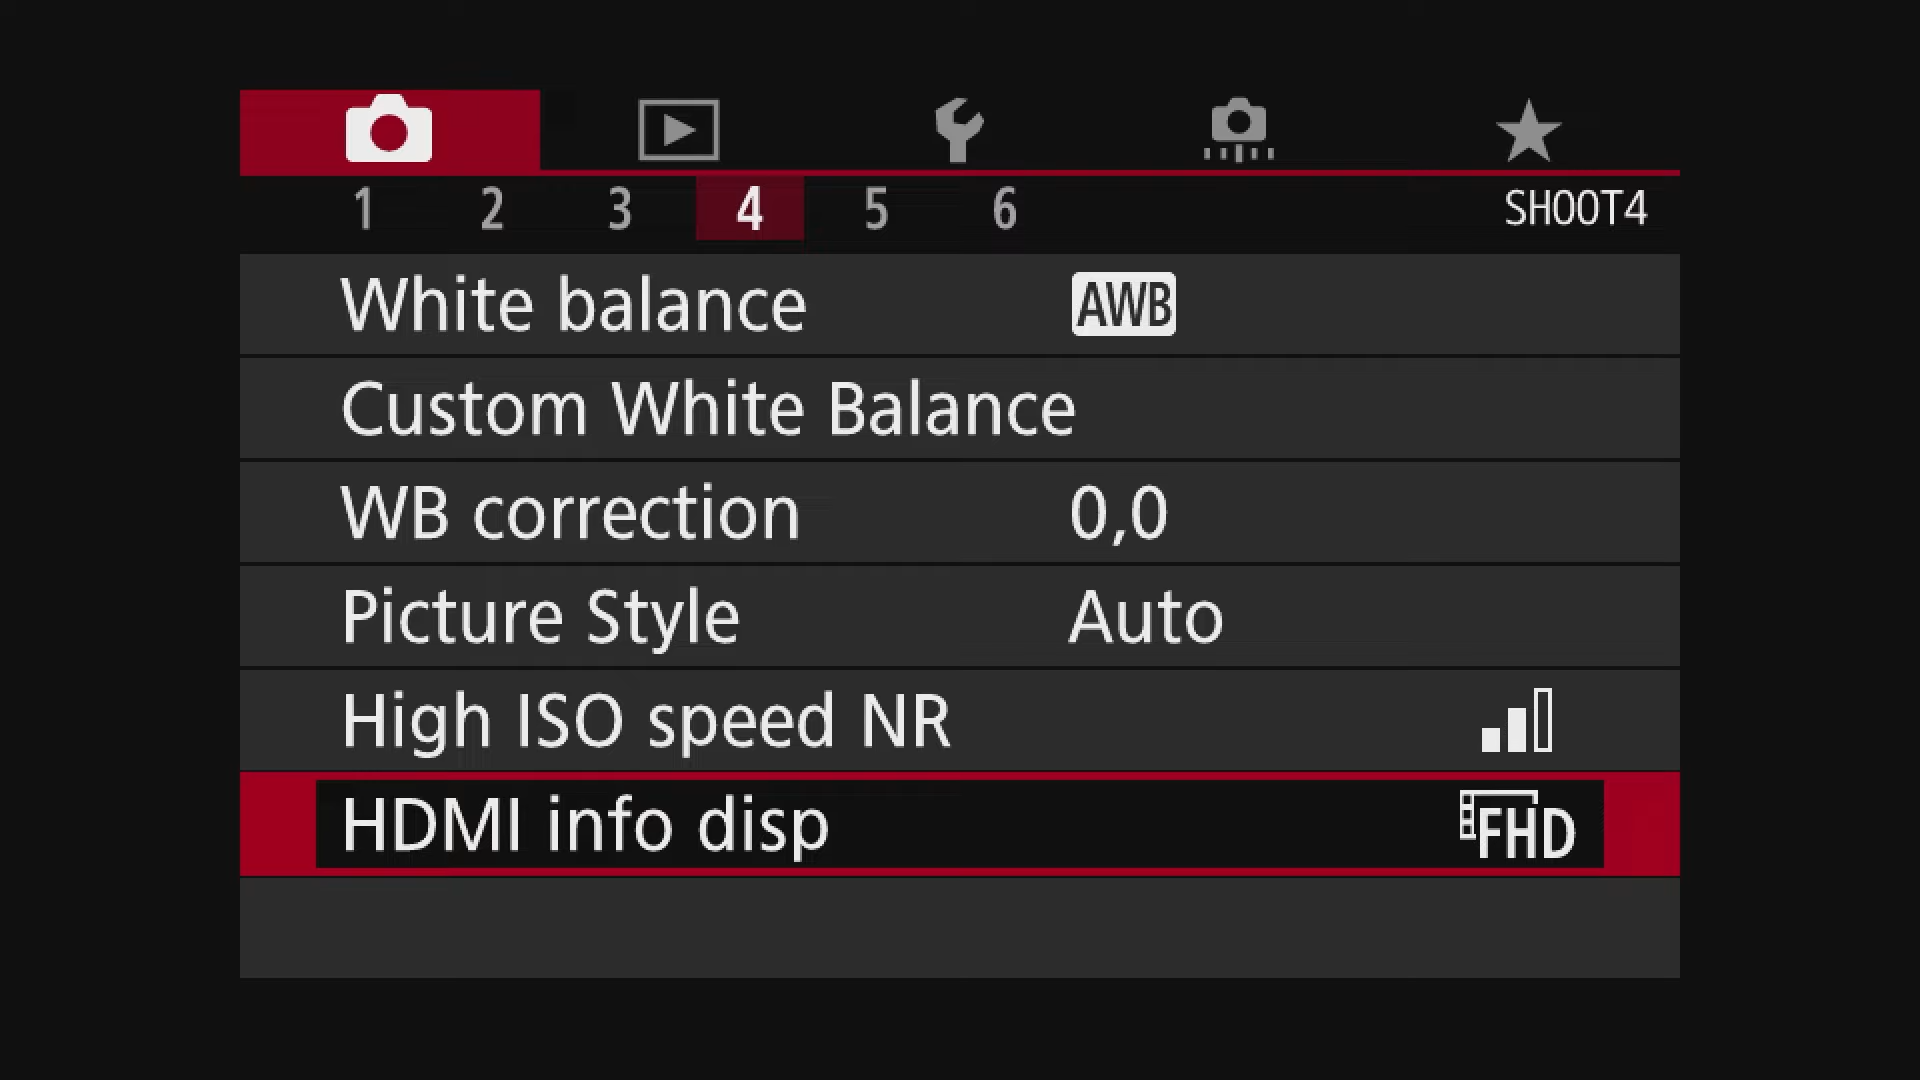 1 2 3 4 5 6 SHOOT4
White balance AWB
Custom White Balance
WB correction 0,0
Picture Style Auto
High ISO speed NR
HDMI info disp FHD